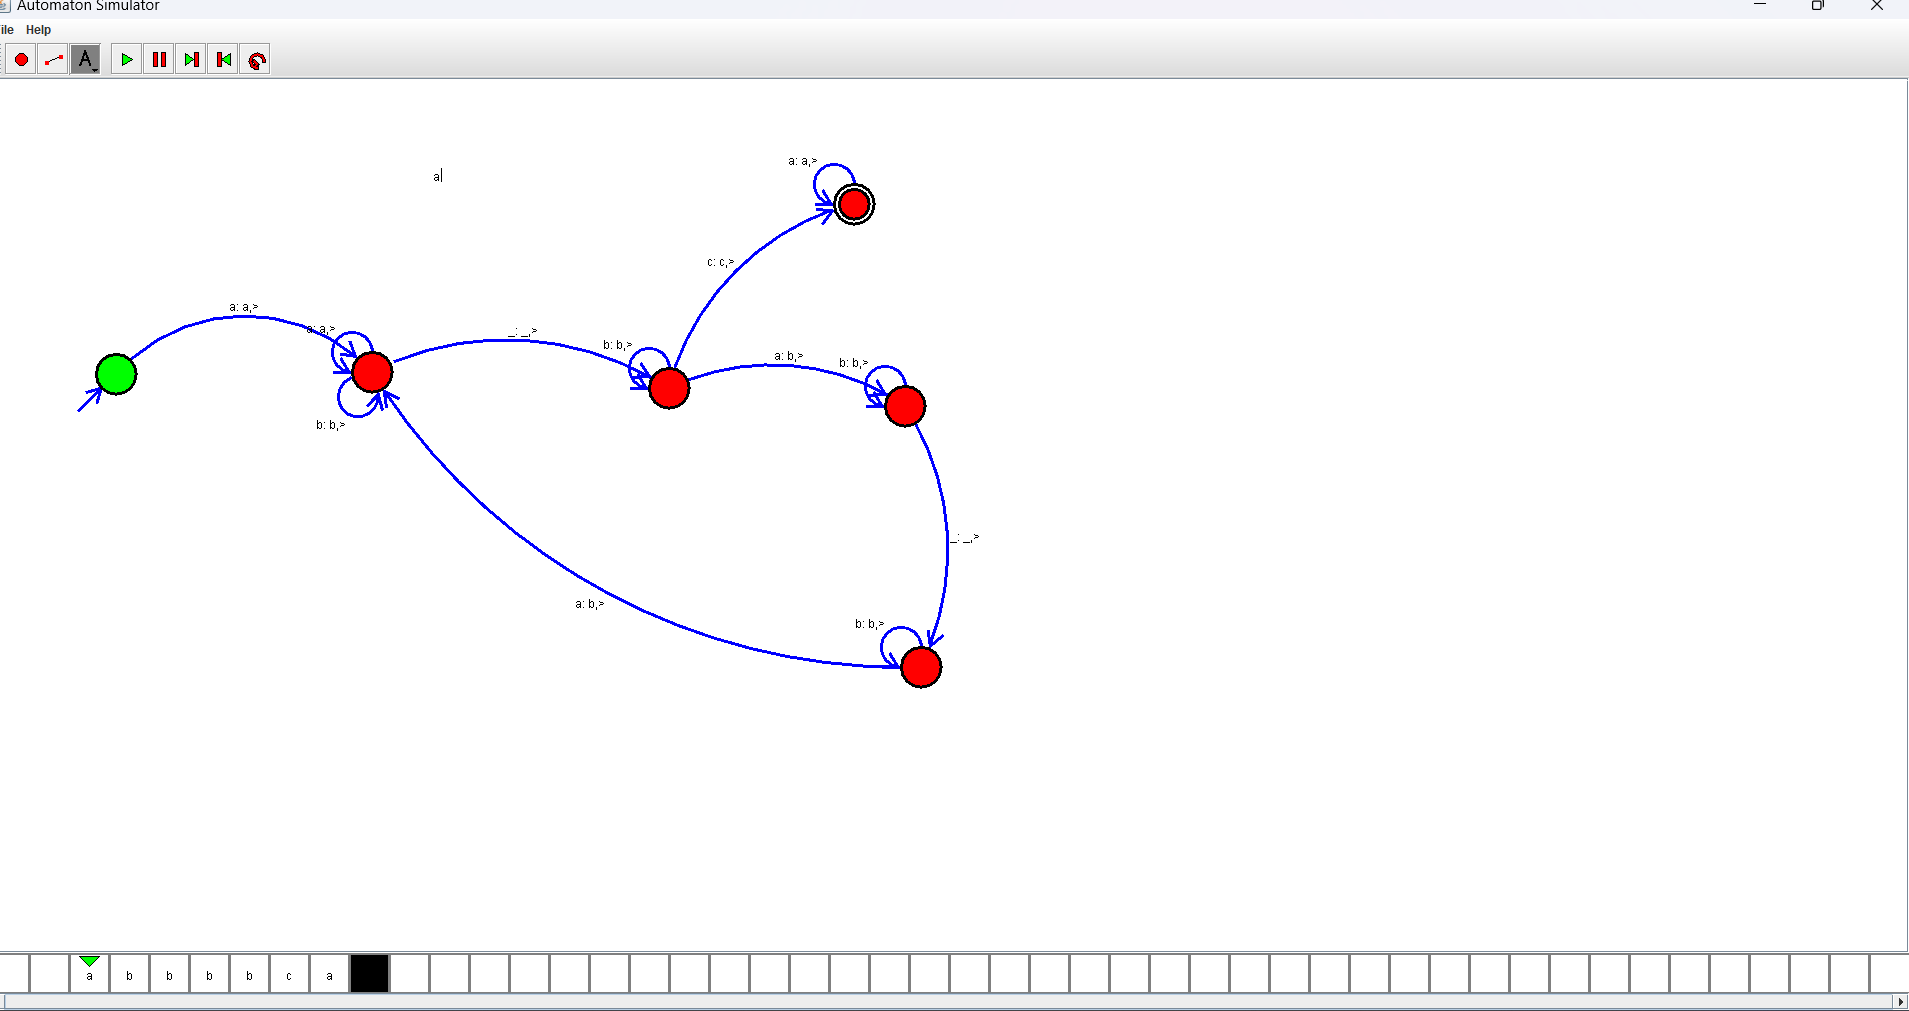 Automaton Simulator
ile Help
A
a: a,>
a
c: c,>
a: a,>
a,>
_: _,>
b: b,>
a: b,>
b: b,>
b: b,>
_: _,>
a: b,>
b: b,>
a b b b b c a